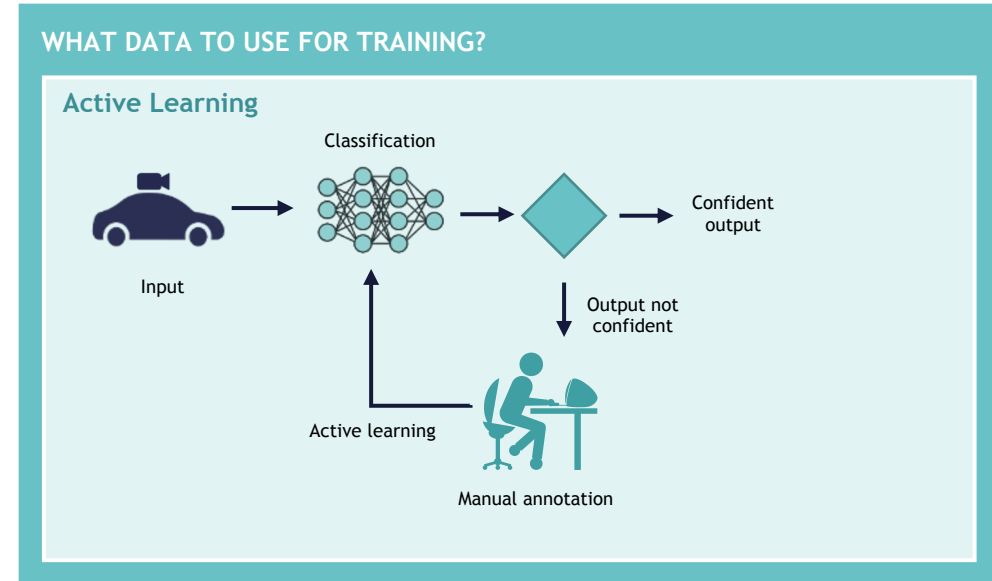 WHAT DATA TO USE FOR TRAINING?
Active Learning
Classification
Confident
output
Input
Output not
confident
Active learning
Manual annotation